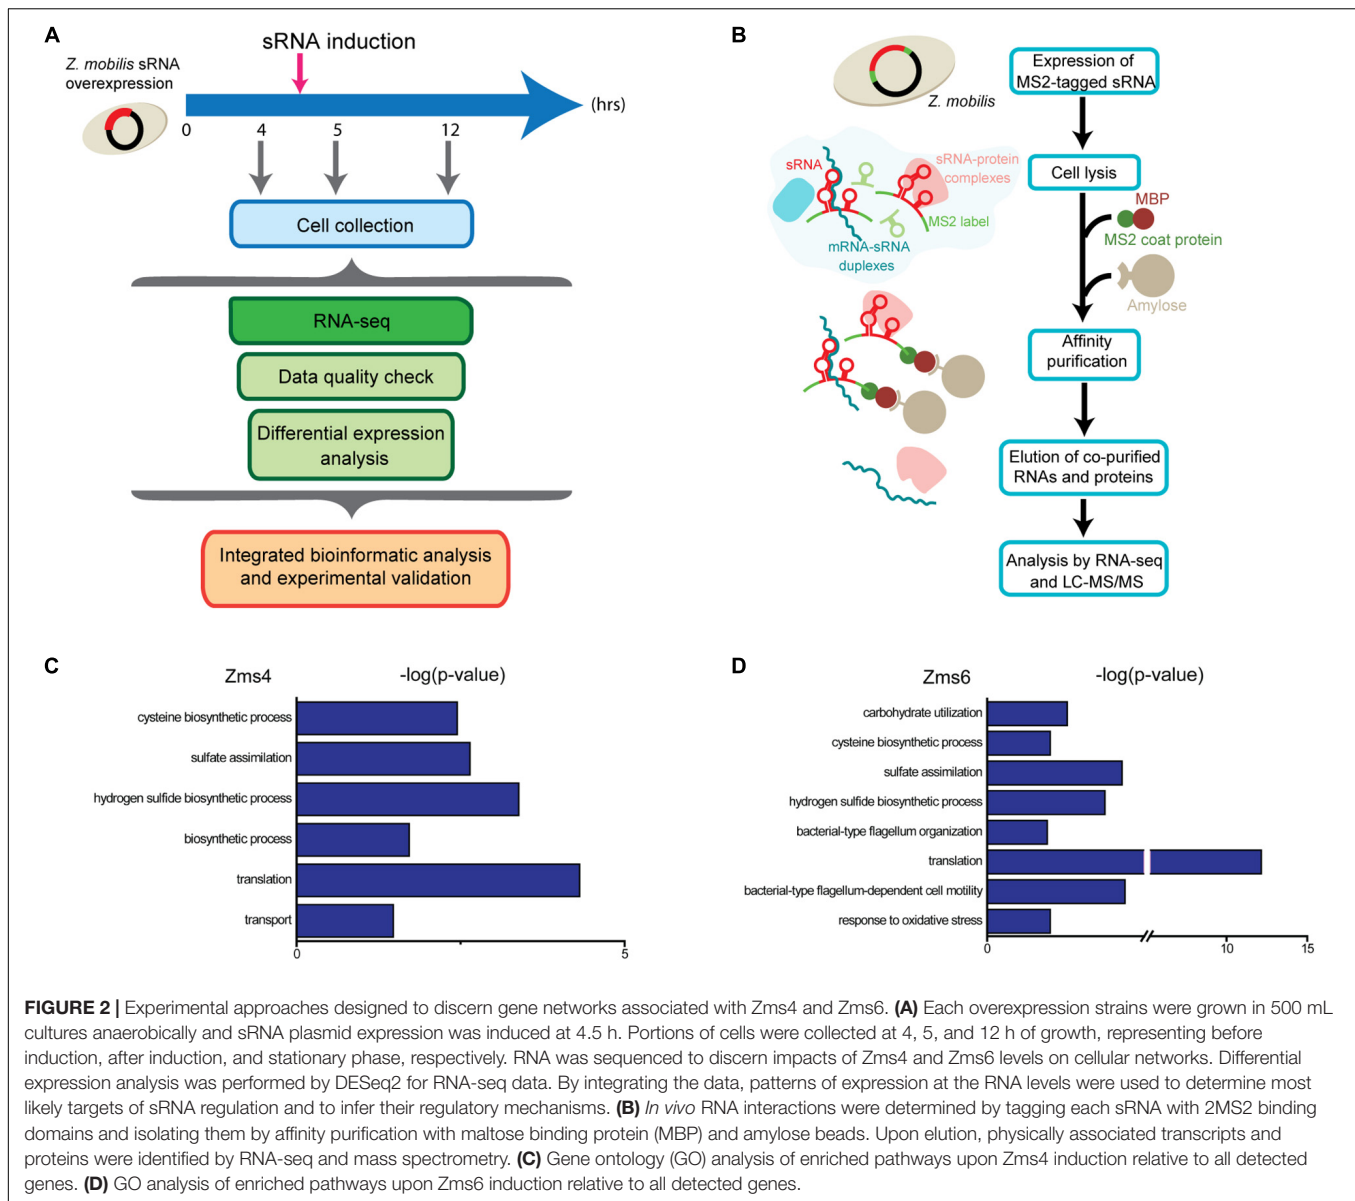 A
sRNA induction
Z. mobilis sRNA
overexpression
(hrs)
0
4
5
12
Cell collection
RNA-seq
Data quality check
Differential expression
analysis
Integrated bioinformatic analysis
and experimental validation
B
Z. mobilis
Expression of
MS2-tagged sRNA
Cell lysis
sRNA
sRNA-protein
complexes
MS2 label
mRNA-sRNA
duplexes
MBP
MS2 coat protein
Amylose
Affinity
purification
Elution of co-purified
RNAs and proteins
Analysis by RNA-seq
and LC-MS/MS
C
Zms4
-log(p-value)
cysteine biosynthetic process
sulfate assimilation
hydrogen sulfide biosynthetic process
biosynthetic process
translation
transport
0
5
D
Zms6
-log(p-value)
carbohydrate utilization
cysteine biosynthetic process
sulfate assimilation
hydrogen sulfide biosynthetic process
bacterial-type flagellum organization
translation
bacterial-type flagellum-dependent cell motility
response to oxidative stress
0
10
15
FIGURE 2 | Experimental approaches designed to discern gene networks associated with Zms4 and Zms6. (A) Each overexpression strains were grown in 500 mL
cultures anaerobically and sRNA plasmid expression was induced at 4.5 h. Portions of cells were collected at 4, 5, and 12 h of growth, representing before
induction, after induction, and stationary phase, respectively. RNA was sequenced to discern impacts of Zms4 and Zms6 levels on cellular networks. Differential
expression analysis was performed by DESeq2 for RNA-seq data. By integrating the data, patterns of expression at the RNA levels were used to determine most
likely targets of sRNA regulation and to infer their regulatory mechanisms. (B) In vivo RNA interactions were determined by tagging each sRNA with 2MS2 binding
domains and isolating them by affinity purification with maltose binding protein (MBP) and amylose beads. Upon elution, physically associated transcripts and
proteins were identified by RNA-seq and mass spectrometry. (C) Gene ontology (GO) analysis of enriched pathways upon Zms4 induction relative to all detected
genes. (D) GO analysis of enriched pathways upon Zms6 induction relative to all detected genes.